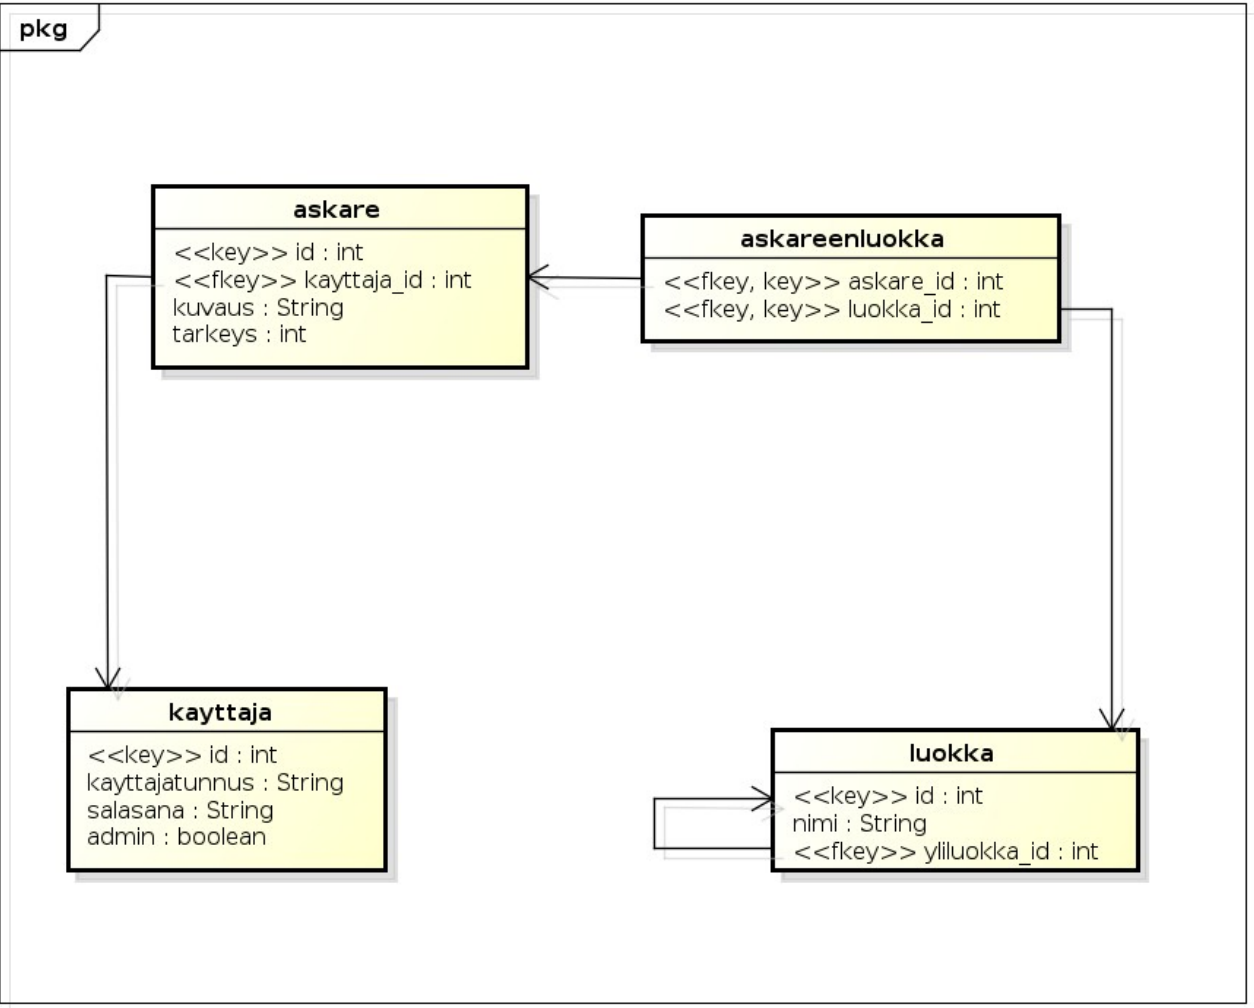 pkg
askare
<<key>> id : int
<<fkey>> kayttaja_id : int
kuvaus : String
tarkeys : int
askareenluokka
<<fkey, key>> askare_id : int
<<fkey, key>> luokka_id : int
kayttaja
<<key>> id : int
kayttajatunnus : String
salasana : String
admin : boolean
luokka
<<key>> id : int
nimi : String
<<fkey>> yliluokka_id : int